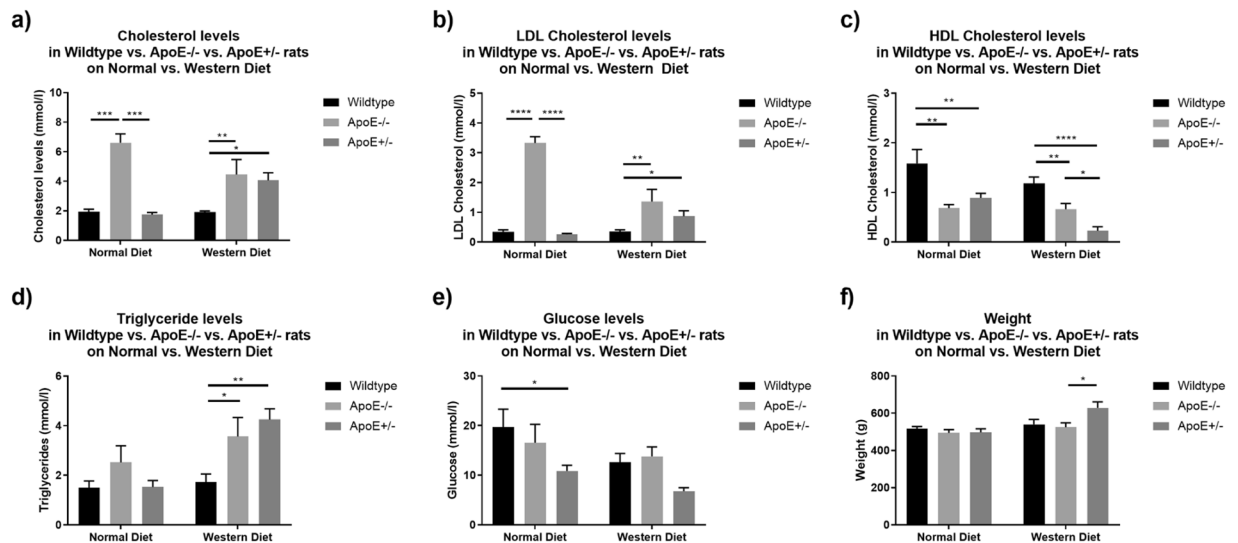 a)
Cholesterol levels
in Wildtype vs. ApoE-/- vs. ApoE+/- rats
on Normal vs. Western Diet
Cholesterol levels (mmol/l)
10
8
6
4
2
0
***
***
**
*
Normal Diet
Western Diet
Wildtype
ApoE-/-
ApoE+/-
b)
LDL Cholesterol levels
in Wildtype vs. ApoE-/- vs. ApoE+/- rats
on Normal vs. Western Diet
LDL Cholesterol (mmol/l)
5
4
3
2
1
0
****
****
**
*
Normal Diet
Western Diet
Wildtype
ApoE-/-
ApoE+/-
c)
HDL Cholesterol levels
in Wildtype vs. ApoE-/- vs. ApoE+/- rats
on Normal vs. Western Diet
HDL Cholesterol (mmol/l)
3
2
1
0
**
**
****
**
*
Normal Diet
Western Diet
Wildtype
ApoE-/-
ApoE+/-
d)
Triglyceride levels
in Wildtype vs. ApoE-/- vs. ApoE+/- rats
on Normal vs. Western Diet
Triglycerides (mmol/l)
6
4
2
0
**
*
Normal Diet
Western Diet
Wildtype
ApoE-/-
ApoE+/-
e)
Glucose levels
in Wildtype vs. ApoE-/- vs. ApoE+/- rats
on Normal vs. Western Diet
Glucose (mmol/l)
30
20
10
0
*
Normal Diet
Western Diet
Wildtype
ApoE-/-
ApoE+/-
f)
Weight
in Wildtype vs. ApoE-/- vs. ApoE+/- rats
on Normal vs. Western Diet
Weight (g)
800
600
400
200
0
*
Normal Diet
Western Diet
Wildtype
ApoE-/-
ApoE+/-